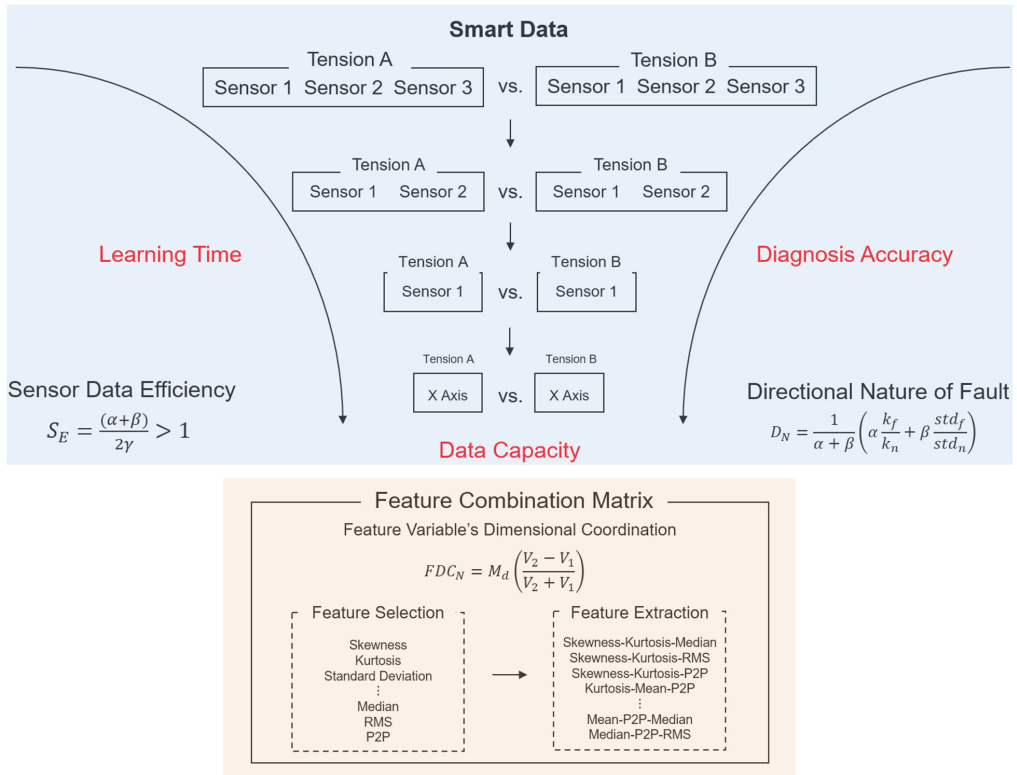 Smart Data
Tension A
Tension B
Sensor 1 Sensor 2 Sensor 3 vs. Sensor 1 Sensor 2 Sensor 3
Tension A
Tension B
Sensor 1 Sensor 2 vs. Sensor 1 Sensor 2
Learning Time
Diagnosis Accuracy
Tension A
Tension B
Sensor 1 vs. Sensor 1
Tension A
Tension B
X Axis vs. X Axis
Sensor Data Efficiency
S_E = (α+β)/2γ > 1
Directional Nature of Fault
D_N = 1/(α + β) (α k_f/k_n + β std_f/std_n)
Data Capacity
Feature Combination Matrix
Feature Variable's Dimensional Coordination
FDC_N = M_d ((V_2 − V_1)/(V_2 + V_1))
Feature Selection
Skewness
Kurtosis
Standard Deviation
⋮
Median
RMS
P2P
Feature Extraction
Skewness-Kurtosis-Median
Skewness-Kurtosis-RMS
Skewness-Kurtosis-P2P
Kurtosis-Mean-P2P
⋮
Mean-P2P-Median
Median-P2P-RMS